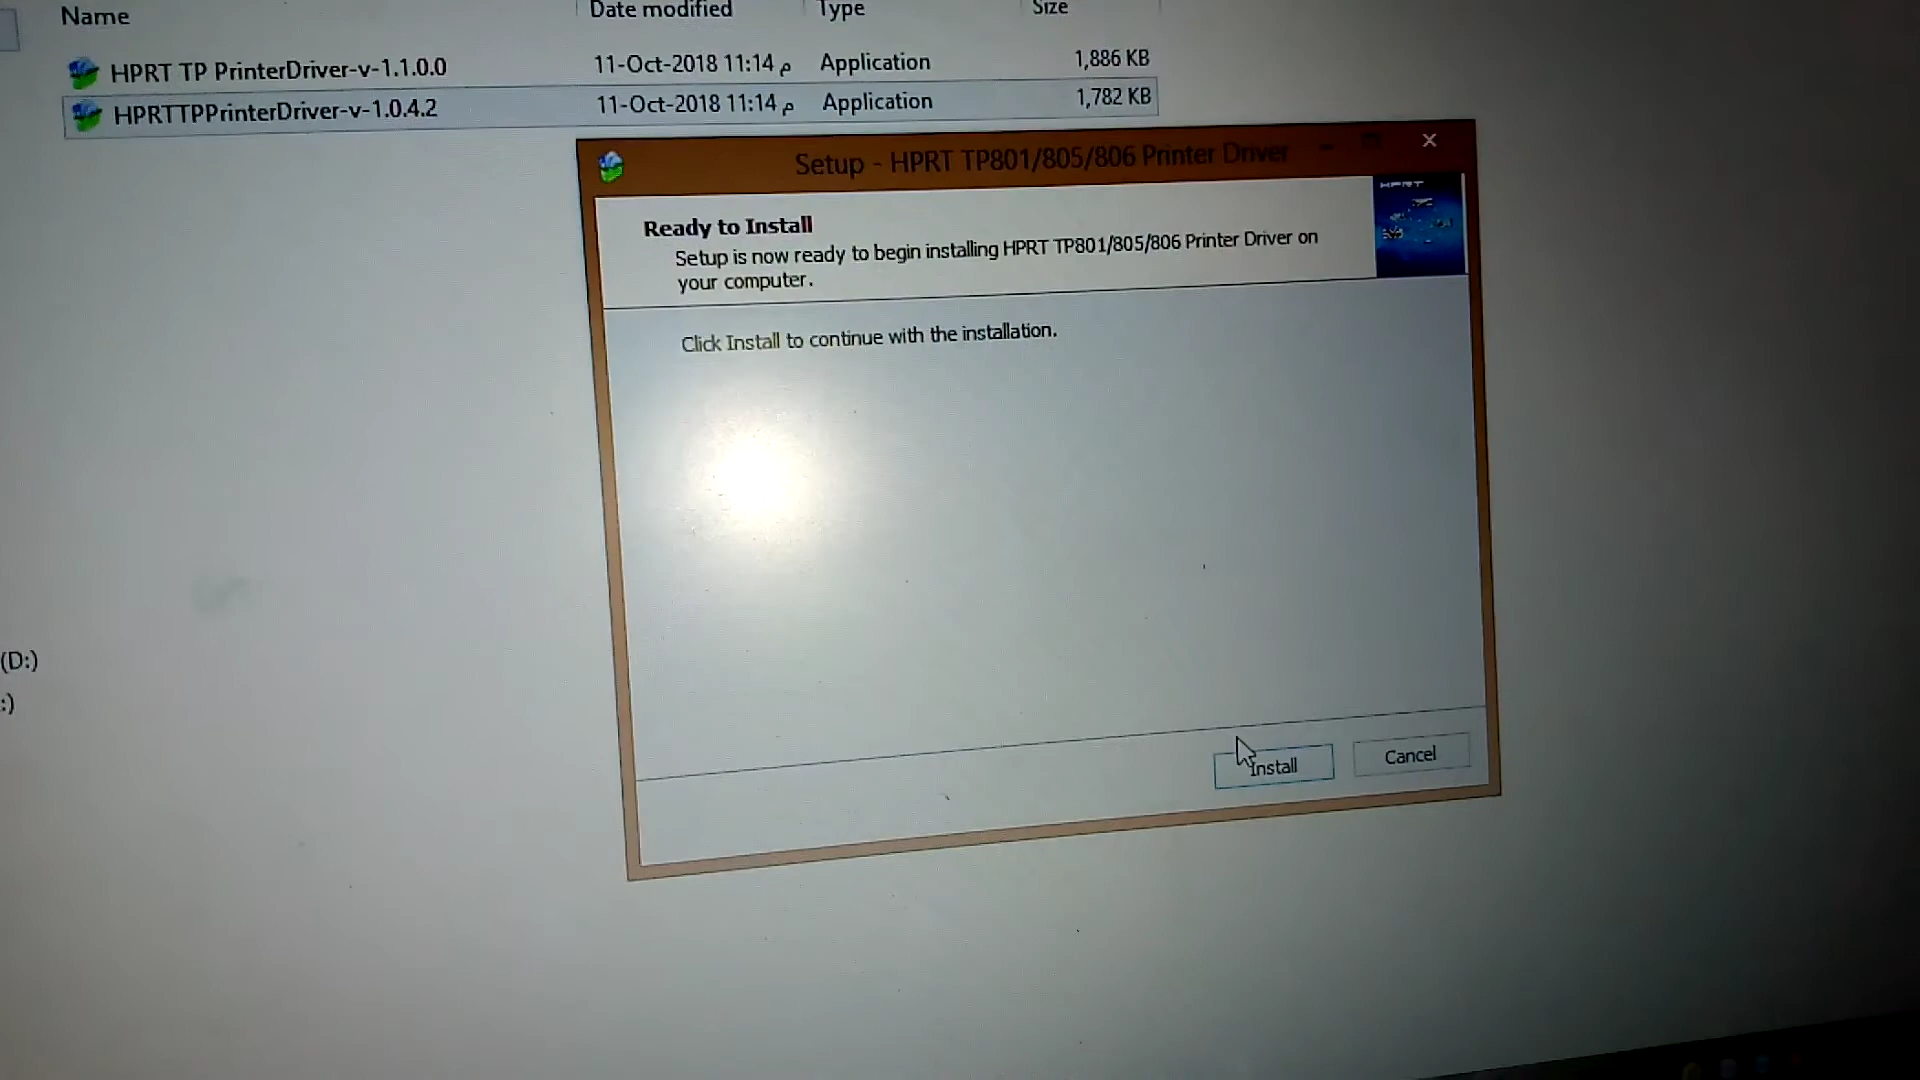 Name Date modified Type Size
HPRT TP PrinterDriver-v-1.1.0.0 11-Oct-2018 11:14 م Application 1,886 KB
HPRTTPPrinterDriver-v-1.0.4.2 11-Oct-2018 11:14 م Application 1,782 KB
Setup - HPRT TP801/805/806 Printer Driver
HPRT
Ready to Install
Setup is now ready to begin installing HPRT TP801/805/806 Printer Driver on
your computer.
Click Install to continue with the installation.
(D:)
:)
Install Cancel